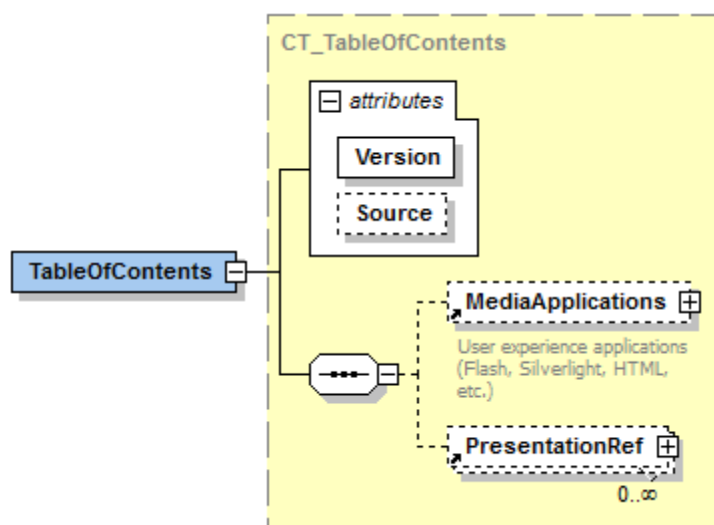 CT_TableOfContents
attributes
Version
Source
TableOfContents
MediaApplications
User experience applications
(Flash, Silverlight, HTML,
etc.)
PresentationRef
0..∞